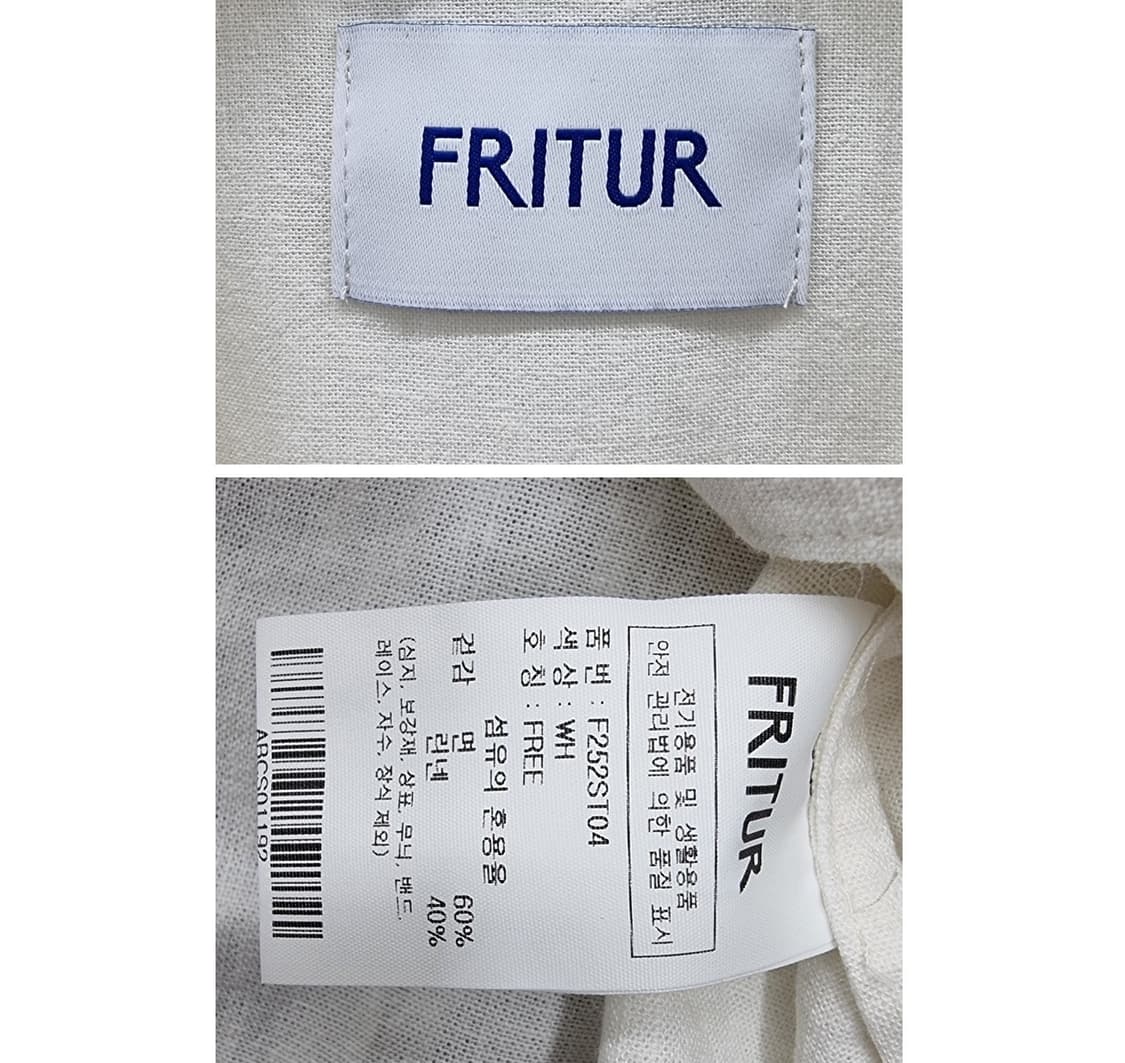 FRITUR
FRITUR
전기용품 및 생활용품
안전 관리법에 의한 품질 표시
품 번 : F252ST04
색 상 : WH
호 칭 : FREE
섬유의 혼용율
겉감 면 60%
린넨 40%
(심지, 보강재, 상표, 무늬, 밴드,
레이스, 자수, 장식 제외)